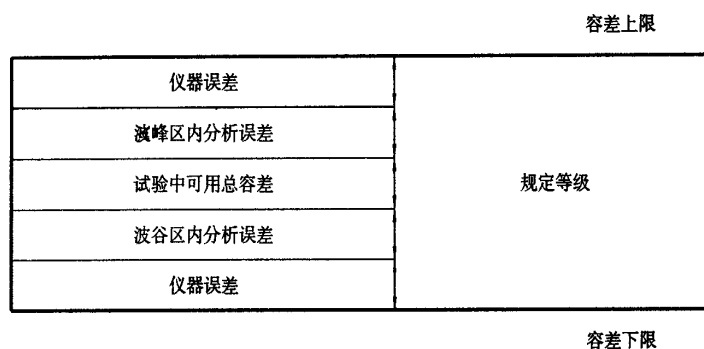 容差上限
仪器误差
波峰区内分析误差
试验中可用总容差
规定等级
波谷区内分析误差
仪器误差
容差下限